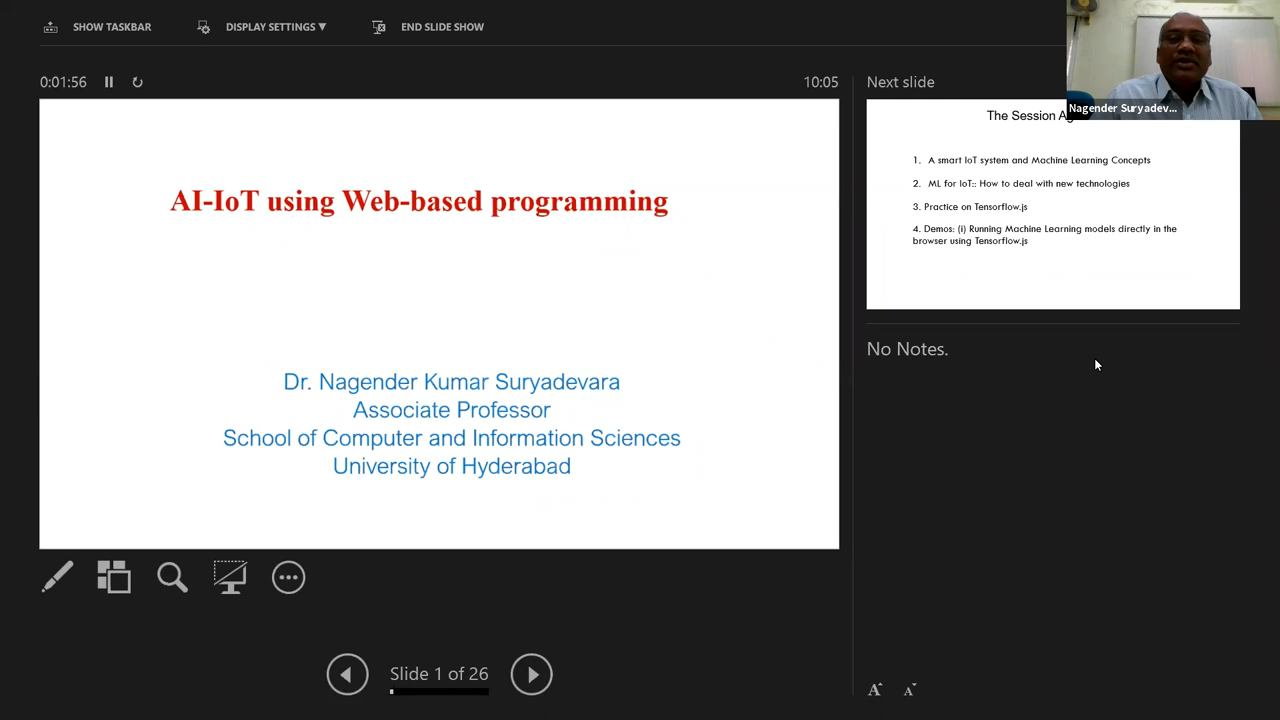 SHOW TASKBAR
DISPLAY SETTINGS ▼
END SLIDE SHOW
0:01:56
10:05
AI-IoT using Web-based programming
Dr. Nagender Kumar Suryadevara
Associate Professor
School of Computer and Information Sciences
University of Hyderabad
Slide 1 of 26
Next slide
Nagender Suryadev...
The Session
1. A smart IoT system and Machine Learning Concepts
2. ML for IoT:: How to deal with new technologies
3. Practice on Tensorflow.js
4. Demos: (i) Running Machine Learning models directly in the
browser using Tensorflow.js
No Notes.
A A